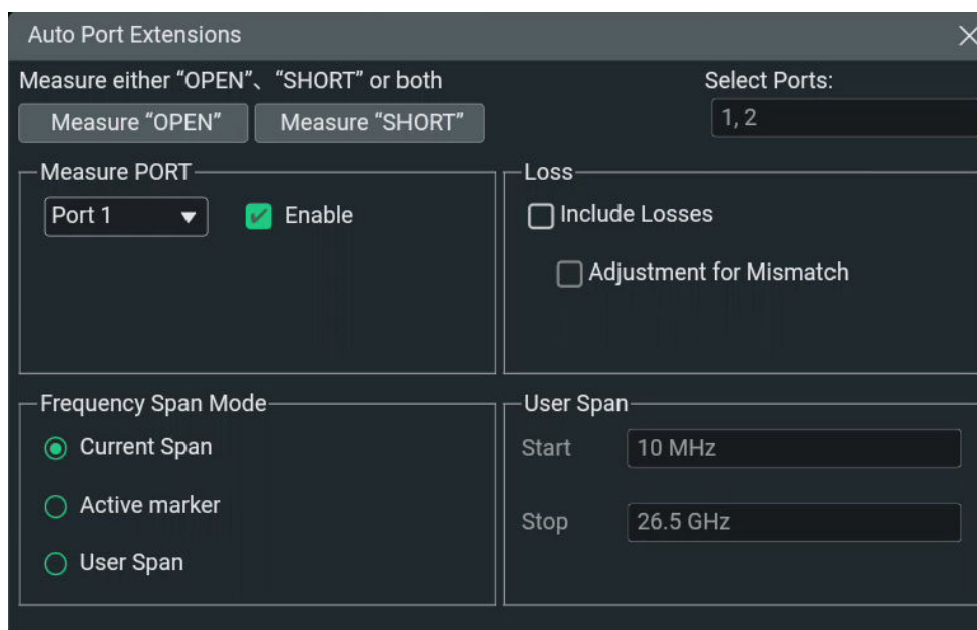 Auto Port Extensions
Measure either “OPEN”、“SHORT” or both
Select Ports:
Measure “OPEN”
Measure “SHORT”
1, 2
Measure PORT
Port 1
Enable
Loss
Include Losses
Adjustment for Mismatch
Frequency Span Mode
Current Span
Active marker
User Span
User Span
Start
10 MHz
Stop
26.5 GHz